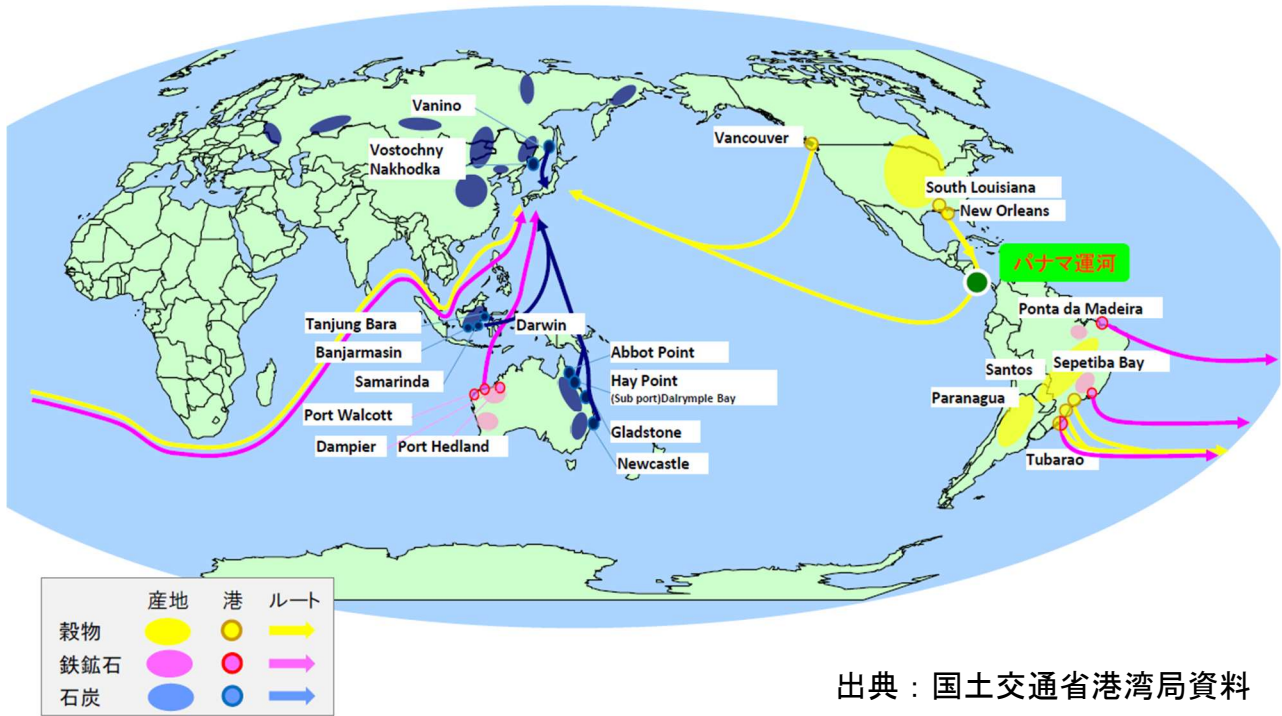 Vanino
Vostochny
Nakhodka
Vancouver
South Louisiana
New Orleans
パナマ運河
Ponta da Madeira
Tanjung Bara
Darwin
Banjarmasin
Samarinda
Abbot Point
Hay Point
(Sub port)Dalrymple Bay
Santos
Sepetiba Bay
Paranagua
Port Walcott
Dampier
Port Hedland
Gladstone
Newcastle
Tubarao
産地 港 ルート
穀物
鉄鉱石
石炭
出典：国土交通省港湾局資料